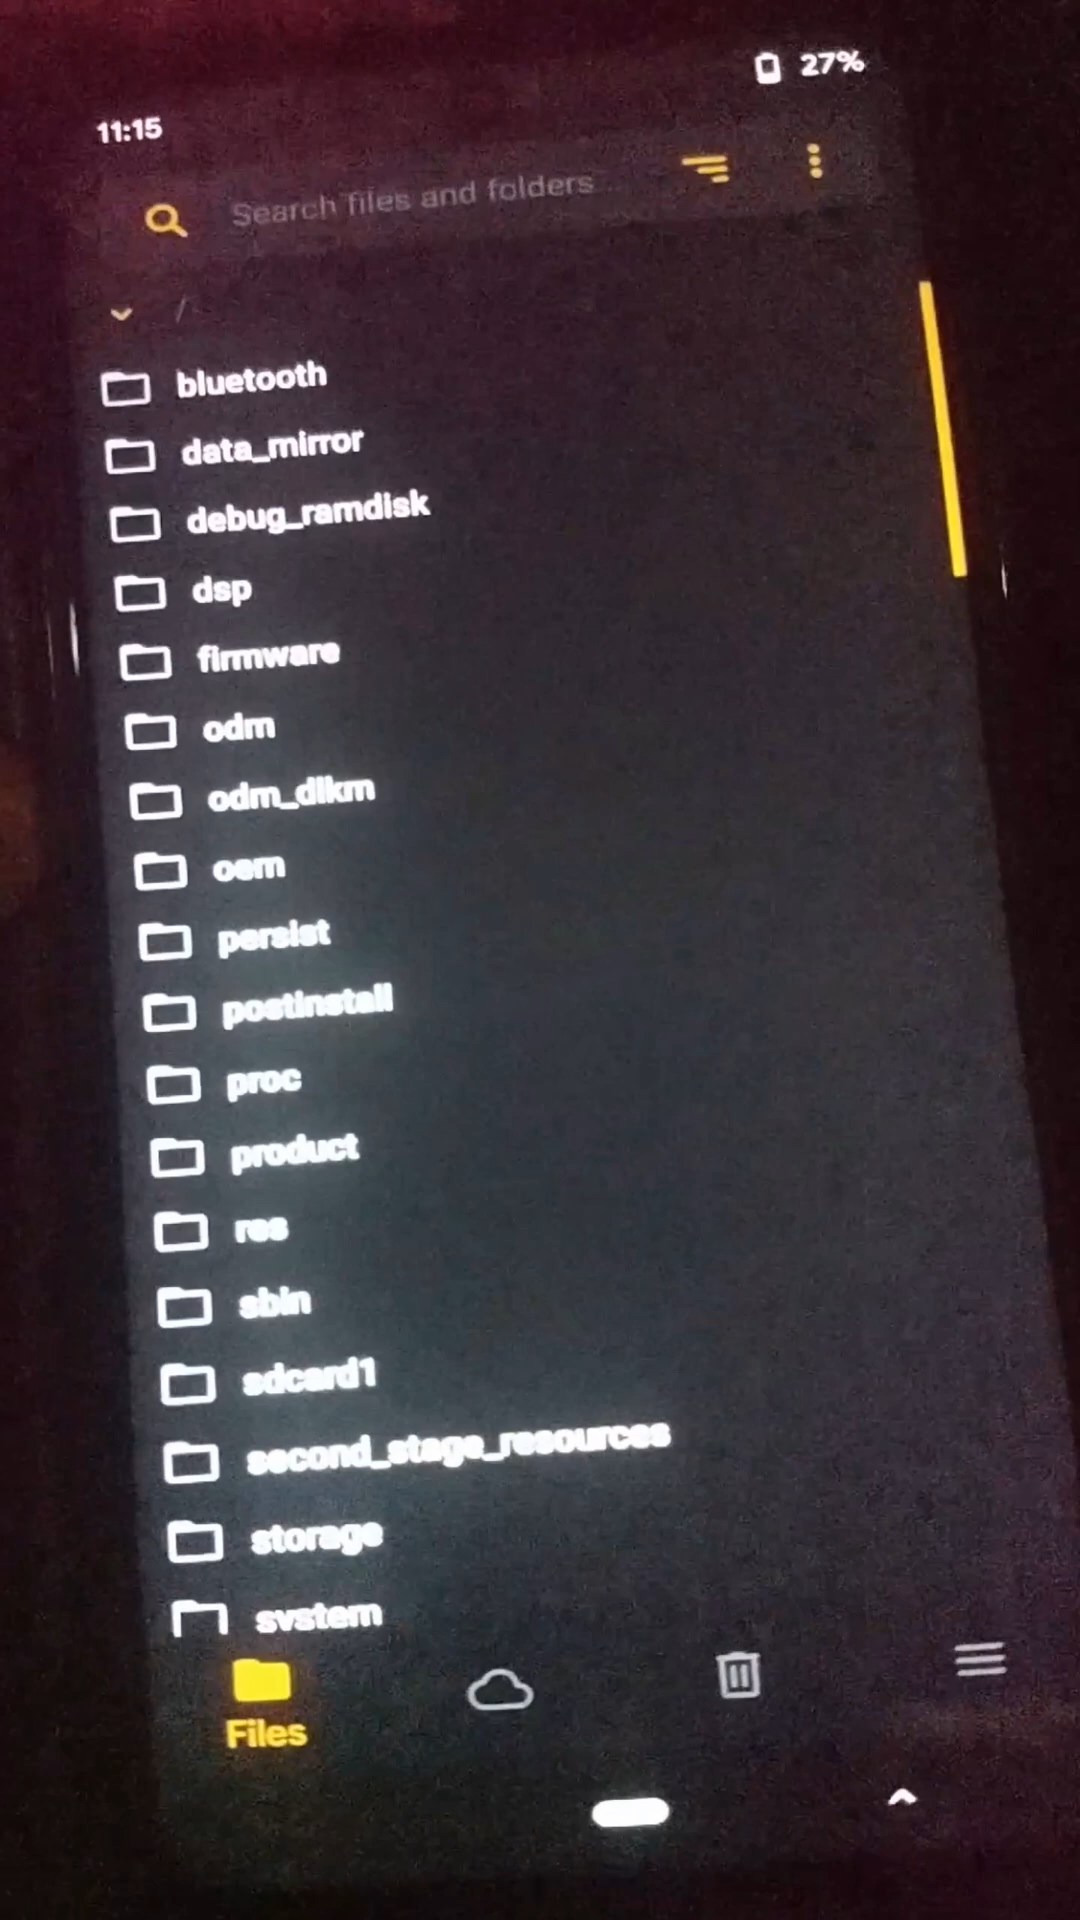 27%
11:15
Search files and folders ...
/
bluetooth
data_mirror
debug_ramdisk
dsp
firmware
odm
odm_dlkm
oem
persist
postinstall
proc
product
res
sbin
sdcard1
second_stage_resources
storage
system
Files